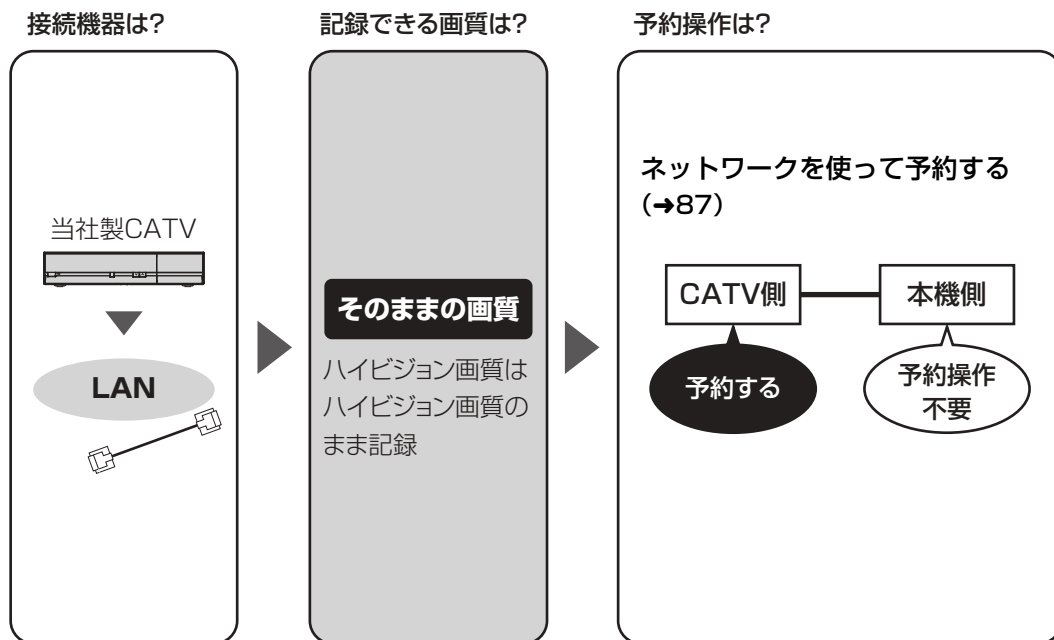 接続機器は?
当社製CATV
LAN
記録できる画質は?
そのままの画質
ハイビジョン画質は
ハイビジョン画質の
まま記録
予約操作は?
ネットワークを使って予約する
(➜87)
CATV側
本機側
予約する
予約操作
不要